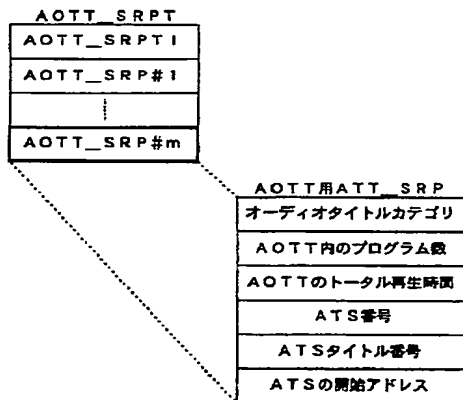 AOTT_SRPT
AOTT_SRPTI
AOTT_SRP#1
AOTT_SRP#m
AOTT用ATT_SRP
オーディオタイトルカテゴリ
AOTT内のプログラム数
AOTTのトータル再生時間
ATS番号
ATSタイトル番号
ATSの開始アドレス